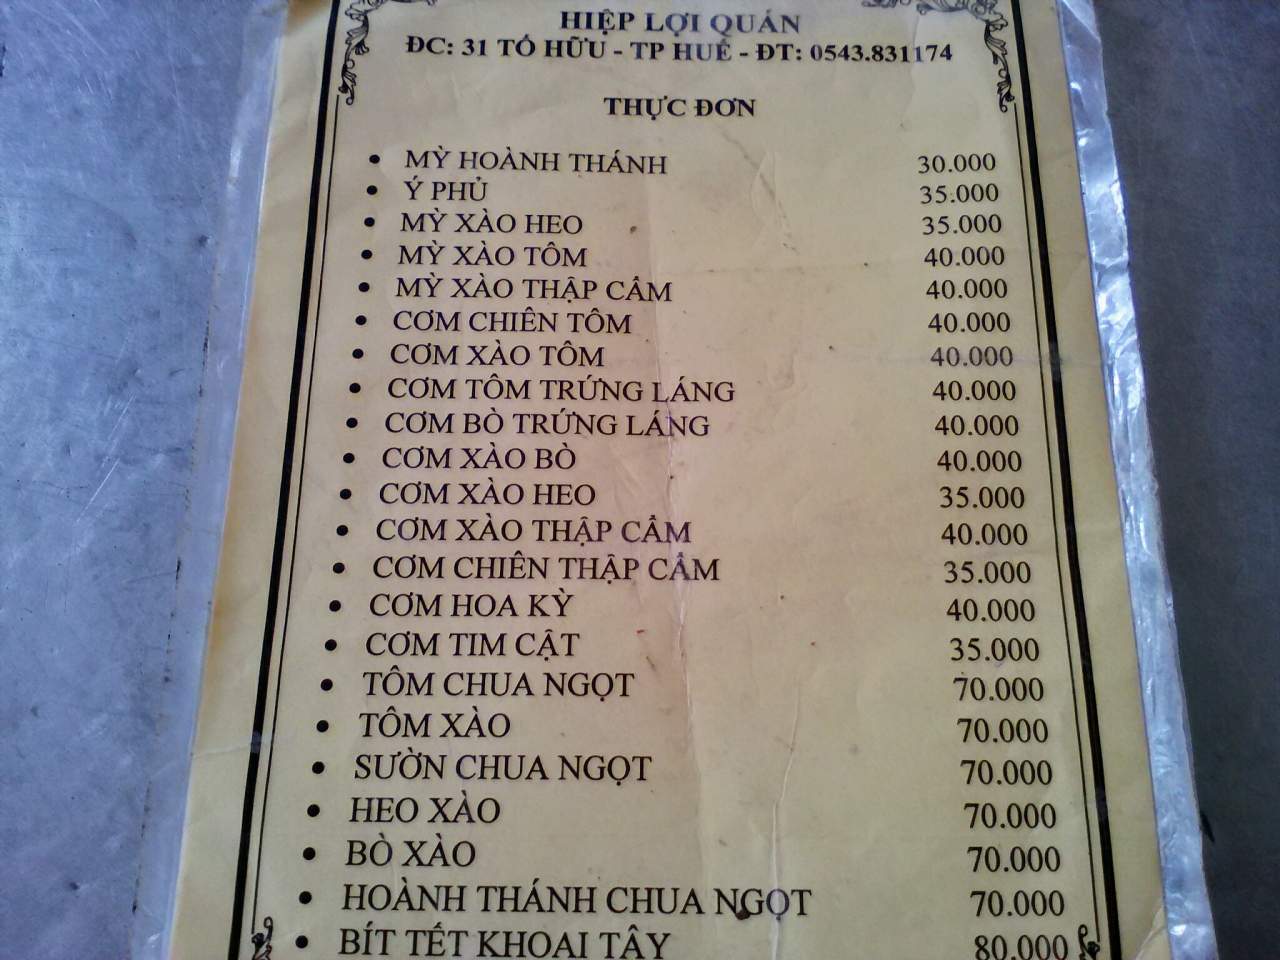 HIỆP LỢI QUÁN
ĐC: 31 TỐ HỮU - TP HUẾ - ĐT: 0543.831174
THỰC ĐƠN
• MỲ HOÀNH THÁNH 30.000
• Ý PHỦ 35.000
• MỲ XÀO HEO 35.000
• MỲ XÀO TÔM 40.000
• MỲ XÀO THẬP CẨM 40.000
• CƠM CHIÊN TÔM 40.000
• CƠM XÀO TÔM 40.000
• CƠM TÔM TRỨNG LÁNG 40.000
• CƠM BÒ TRỨNG LÁNG 40.000
• CƠM XÀO BÒ 40.000
• CƠM XÀO HEO 35.000
• CƠM XÀO THẬP CẨM 40.000
• CƠM CHIÊN THẬP CẨM 35.000
• CƠM HOA KỲ 40.000
• CƠM TIM CẬT 35.000
• TÔM CHUA NGỌT 70.000
• TÔM XÀO 70.000
• SƯỜN CHUA NGỌT 70.000
• HEO XÀO 70.000
• BÒ XÀO 70.000
• HOÀNH THÁNH CHUA NGỌT 70.000
• BÍT TẾT KHOAI TÂY 80.000